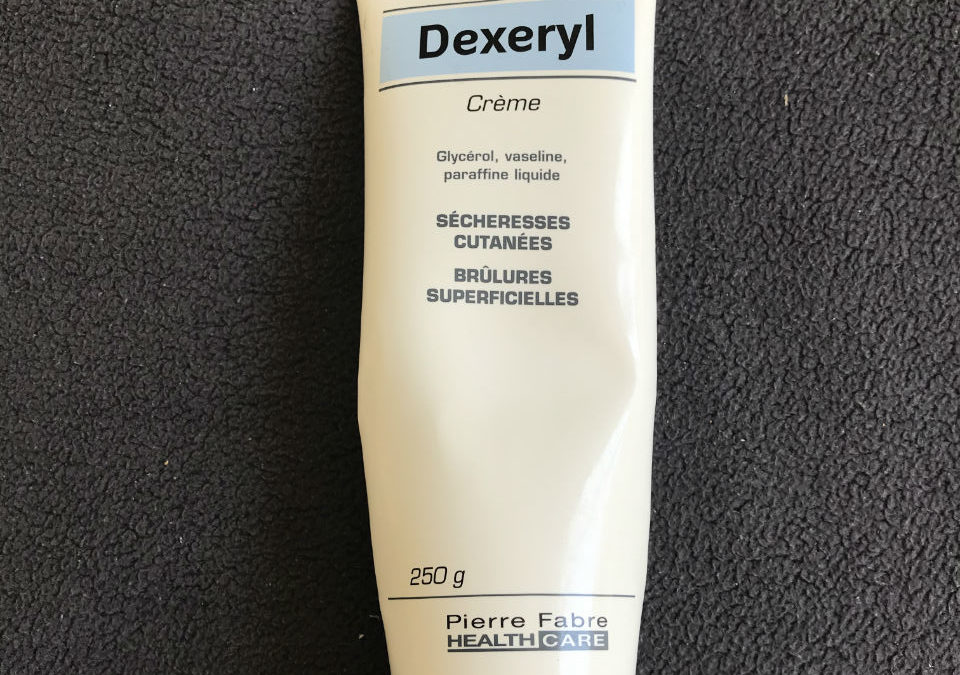 Dexeryl
Crème
Glycérol, vaseline,
paraffine liquide
SÉCHERESSES
CUTANÉES
BRÛLURES
SUPERFICIELLES
250 g
Pierre Fabre
HEALTH CARE